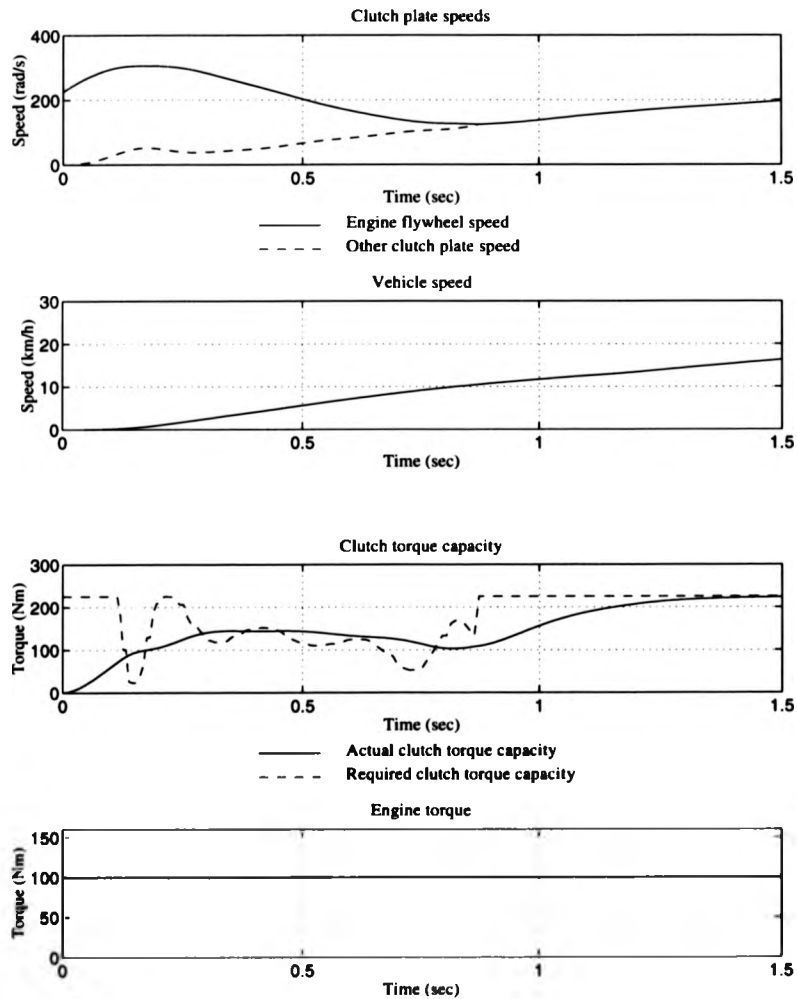 Clutch plate speeds
Speed (rad/s)
400
200
0
0
0.5
1
1.5
Time (sec)
Engine flywheel speed
Other clutch plate speed
Vehicle speed
Speed (km/h)
30
20
10
0
0
0.5
1
1.5
Time (sec)
Clutch torque capacity
Torque (Nm)
300
200
100
0
0
0.5
1
1.5
Time (sec)
Actual clutch torque capacity
Required clutch torque capacity
Engine torque
Torque (Nm)
150
100
50
0
0
0.5
1
1.5
Time (sec)